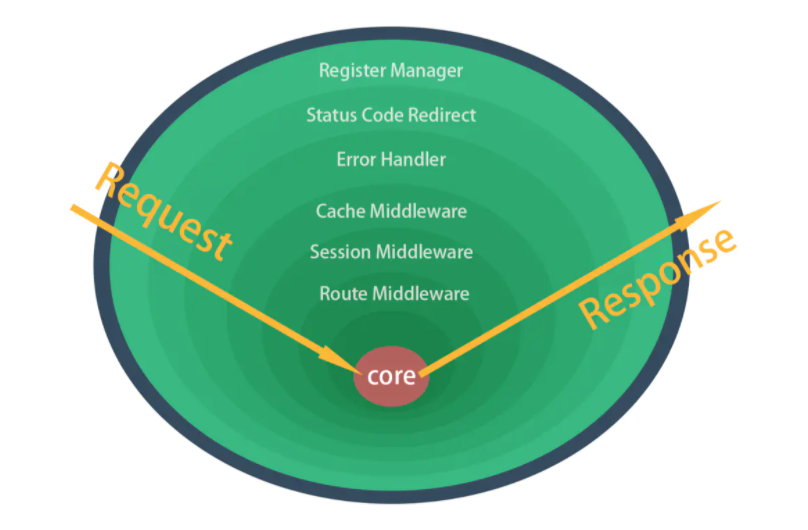 Register Manager
Status Code Redirect
Error Handler
Cache Middleware
Session Middleware
Route Middleware
Request
Response
core